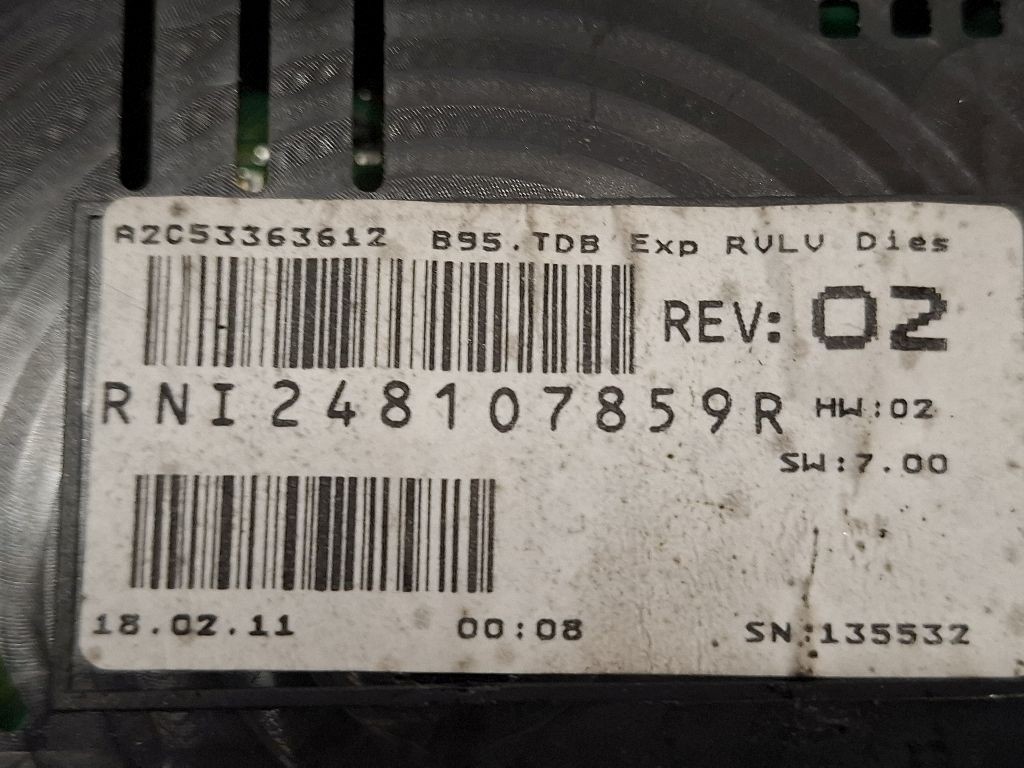 A2C53363612 B95.TDB Exp RVLV Dies
REV: 02
RNI248107859R HW:02
SW:7.00
18.02.11 00:08 SN:135532